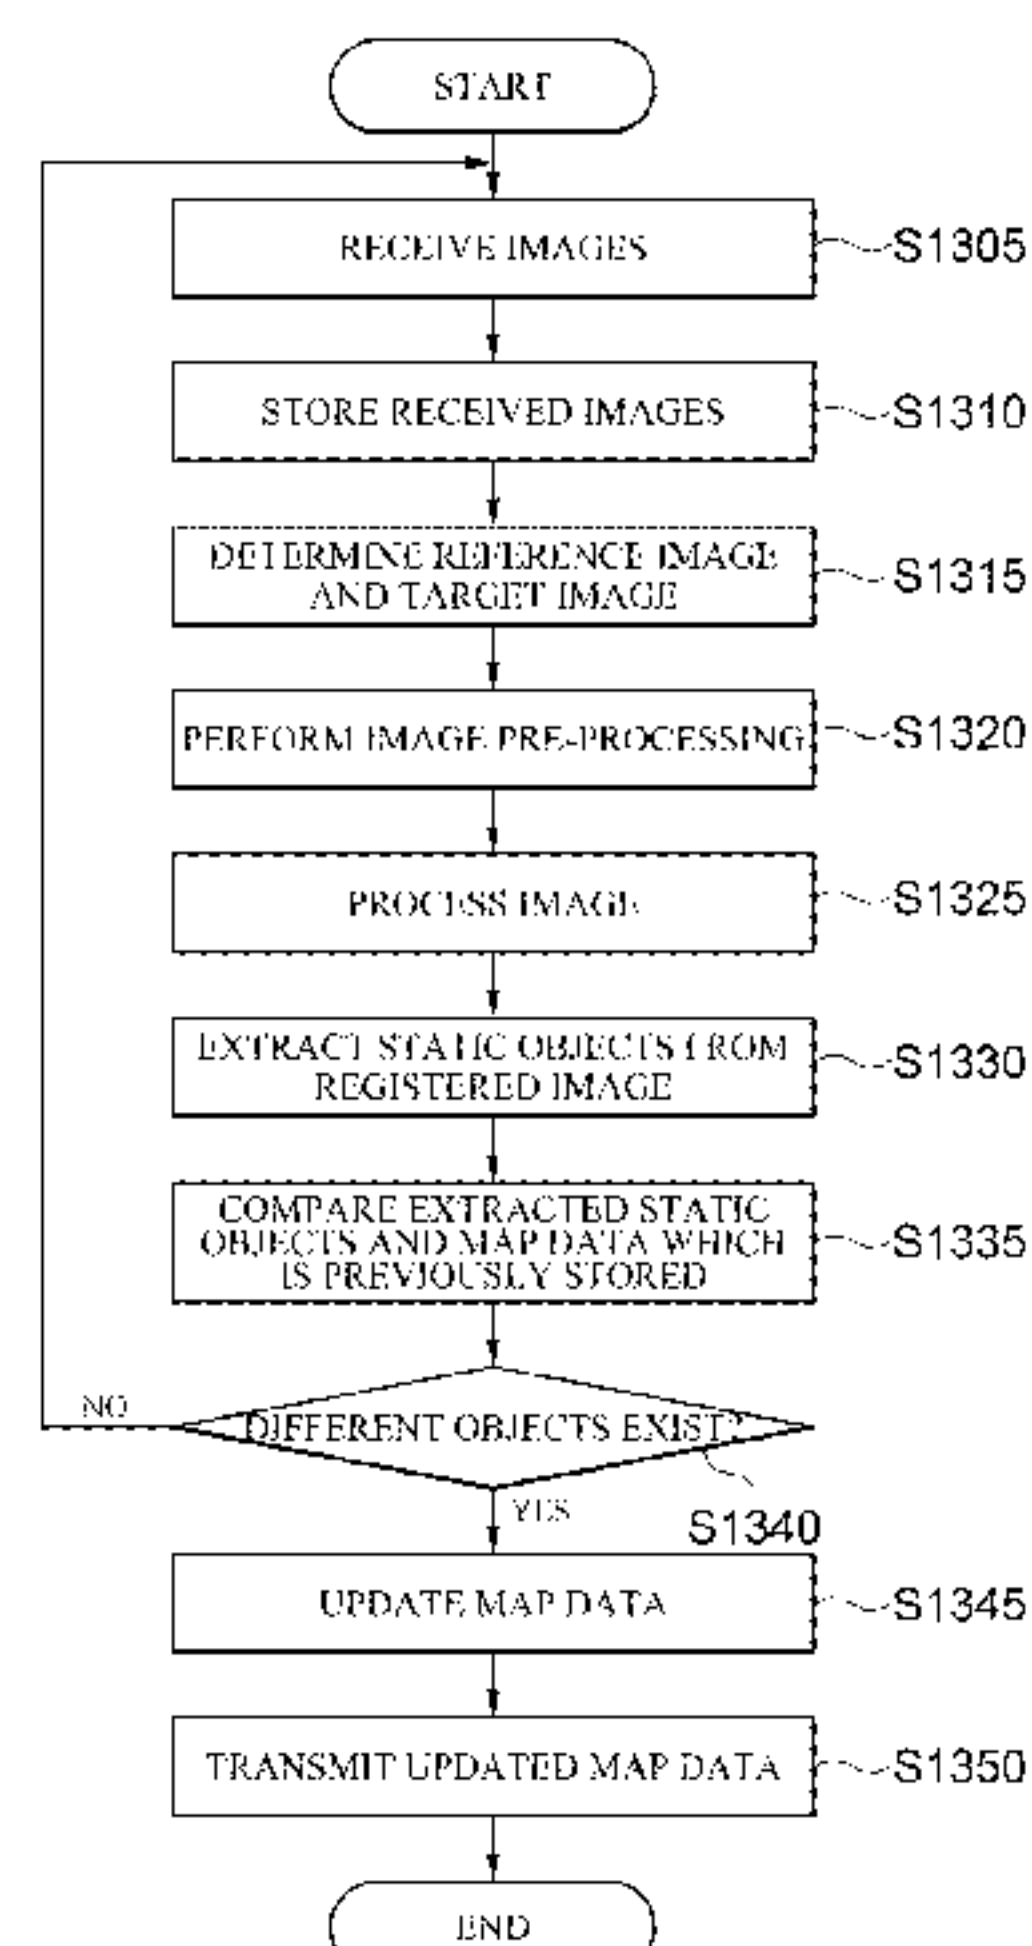 START
RECEIVE IMAGES
S1305
STORE RECEIVED IMAGES
S1310
DETERMINE REFERENCE IMAGE
AND TARGET IMAGE
S1315
PERFORM IMAGE PRE-PROCESSING
S1320
PROCESS IMAGE
S1325
EXTRACT STATIC OBJECTS FROM
REGISTERED IMAGE
S1330
COMPARE EXTRACTED STATIC
OBJECTS AND MAP DATA WHICH
IS PREVIOUSLY STORED
S1335
NO
DIFFERENT OBJECTS EXIST?
YES
S1340
UPDATE MAP DATA
S1345
TRANSMIT UPDATED MAP DATA
S1350
END